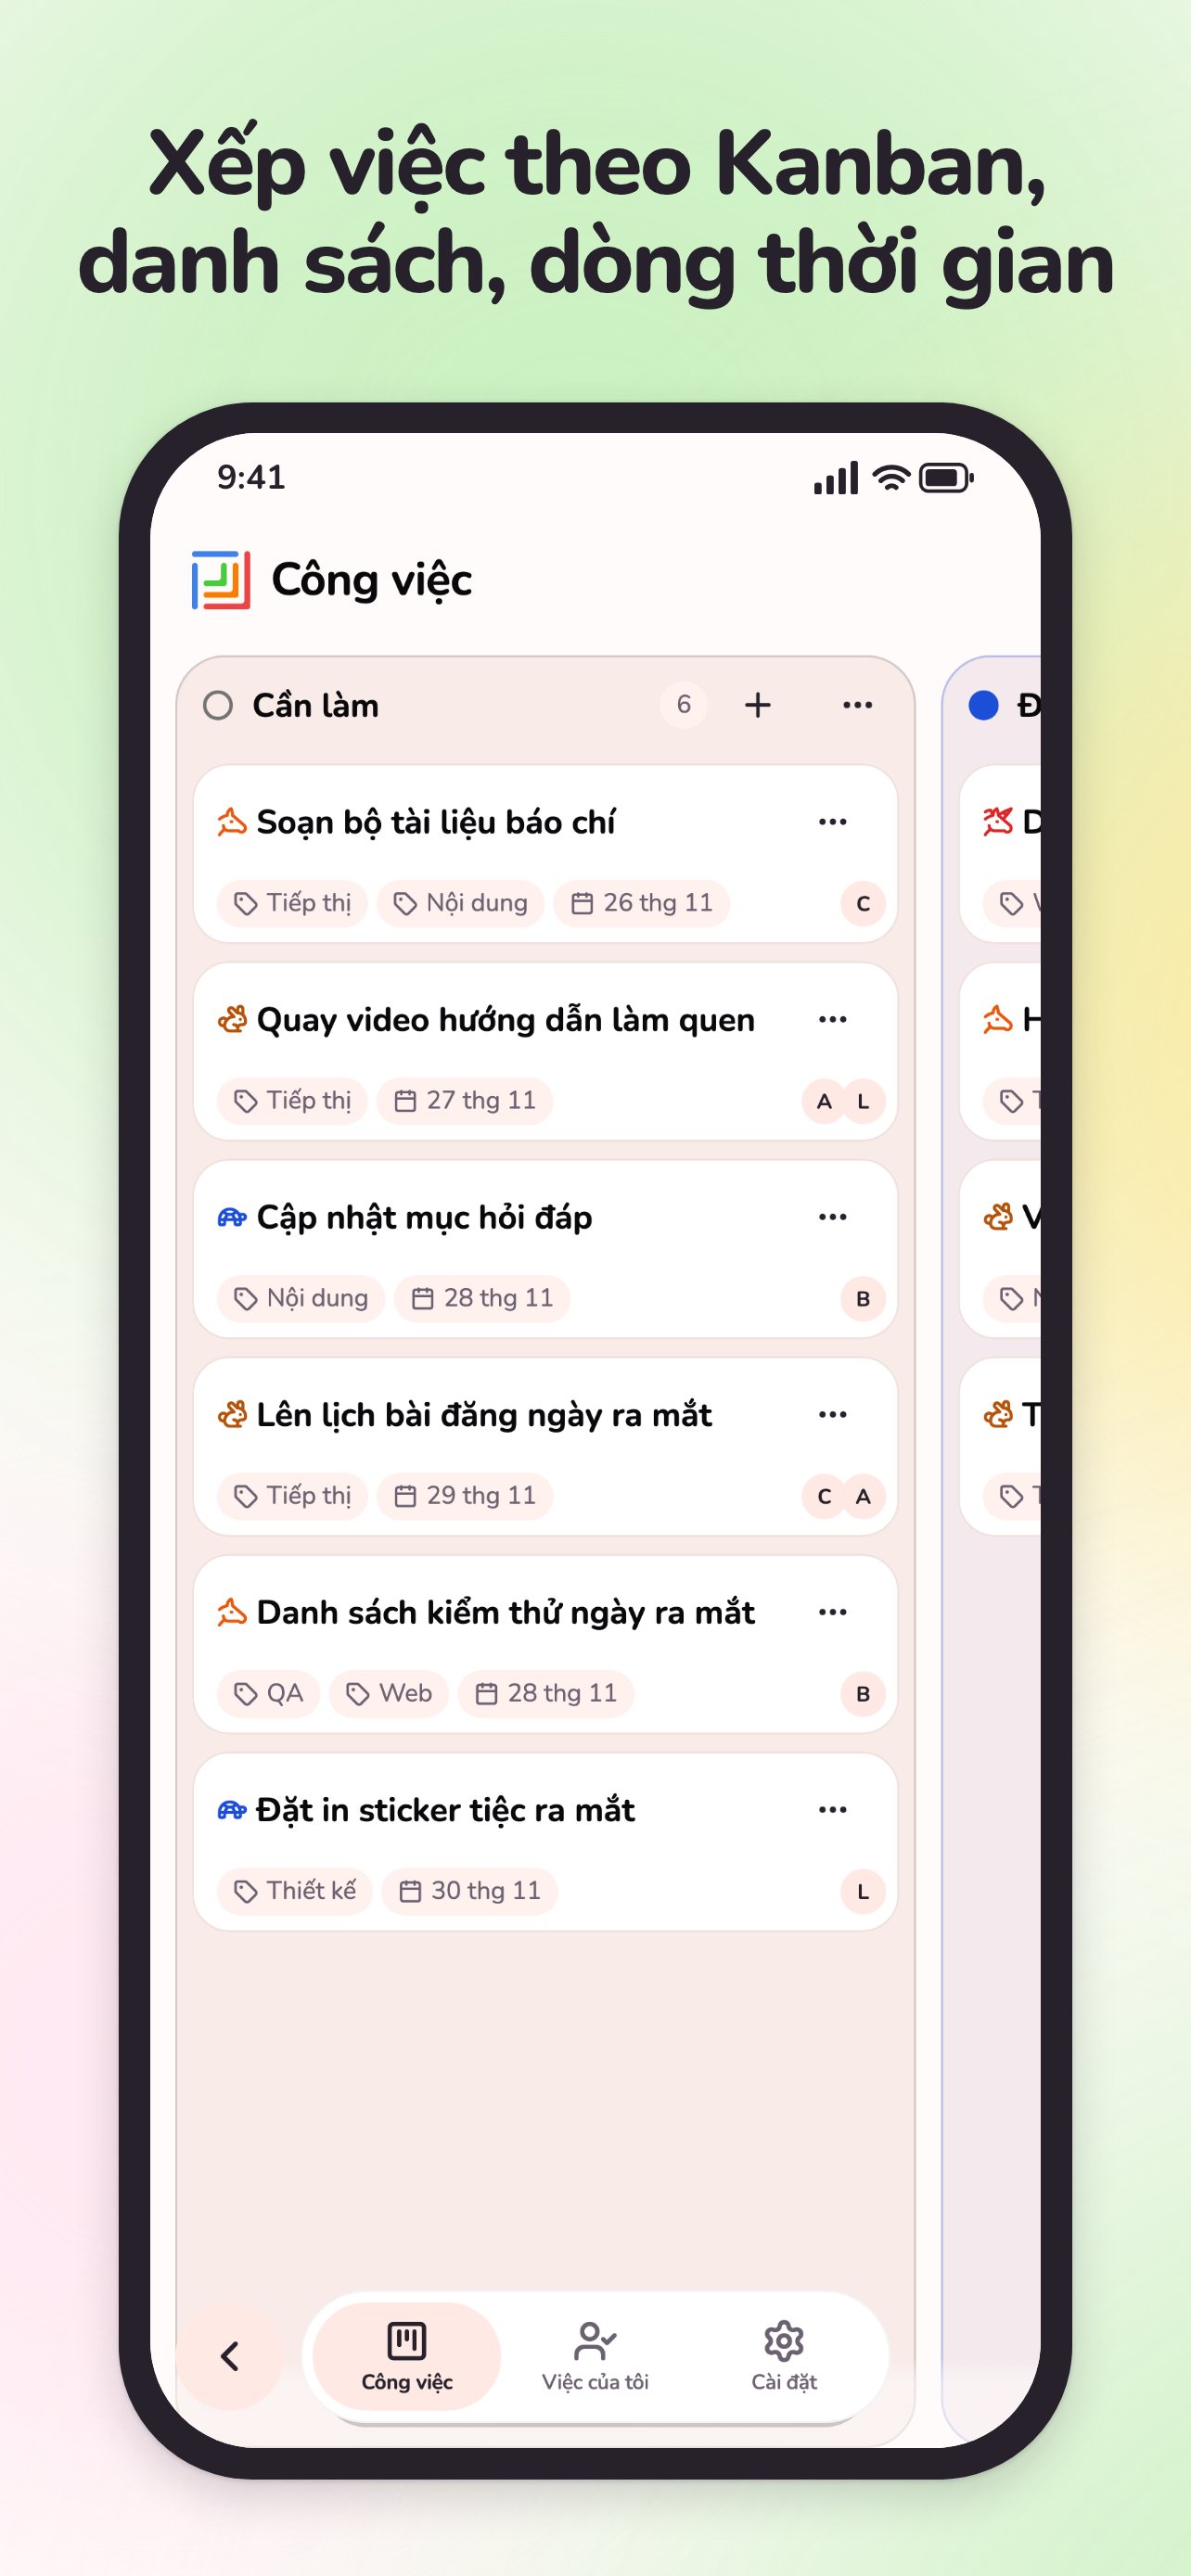 Xếp việc theo Kanban,
danh sách, dòng thời gian
9:41
Công việc
Cần làm
6
Soạn bộ tài liệu báo chí
Tiếp thị
Nội dung
26 thg 11
C
Quay video hướng dẫn làm quen
Tiếp thị
27 thg 11
A
L
Cập nhật mục hỏi đáp
Nội dung
28 thg 11
B
Lên lịch bài đăng ngày ra mắt
Tiếp thị
29 thg 11
C
A
Danh sách kiểm thử ngày ra mắt
QA
Web
28 thg 11
B
Đặt in sticker tiệc ra mắt
Thiết kế
30 thg 11
L
Công việc
Việc của tôi
Cài đặt